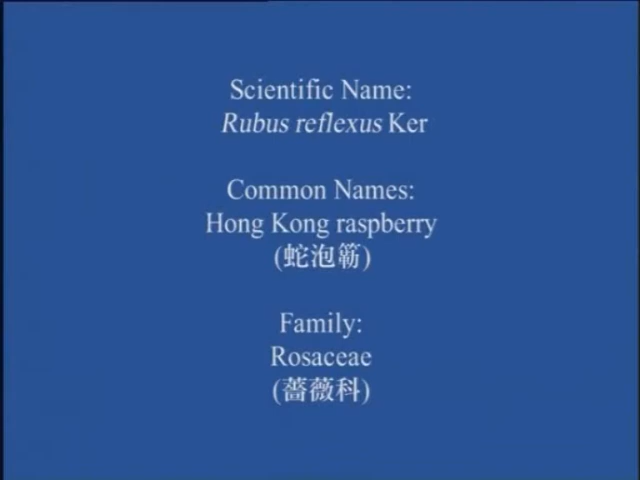 Scientific Name:
Rubus reflexus Ker
Common Names:
Hong Kong raspberry
(蛇泡簕)
Family:
Rosaceae
(薔薇科)